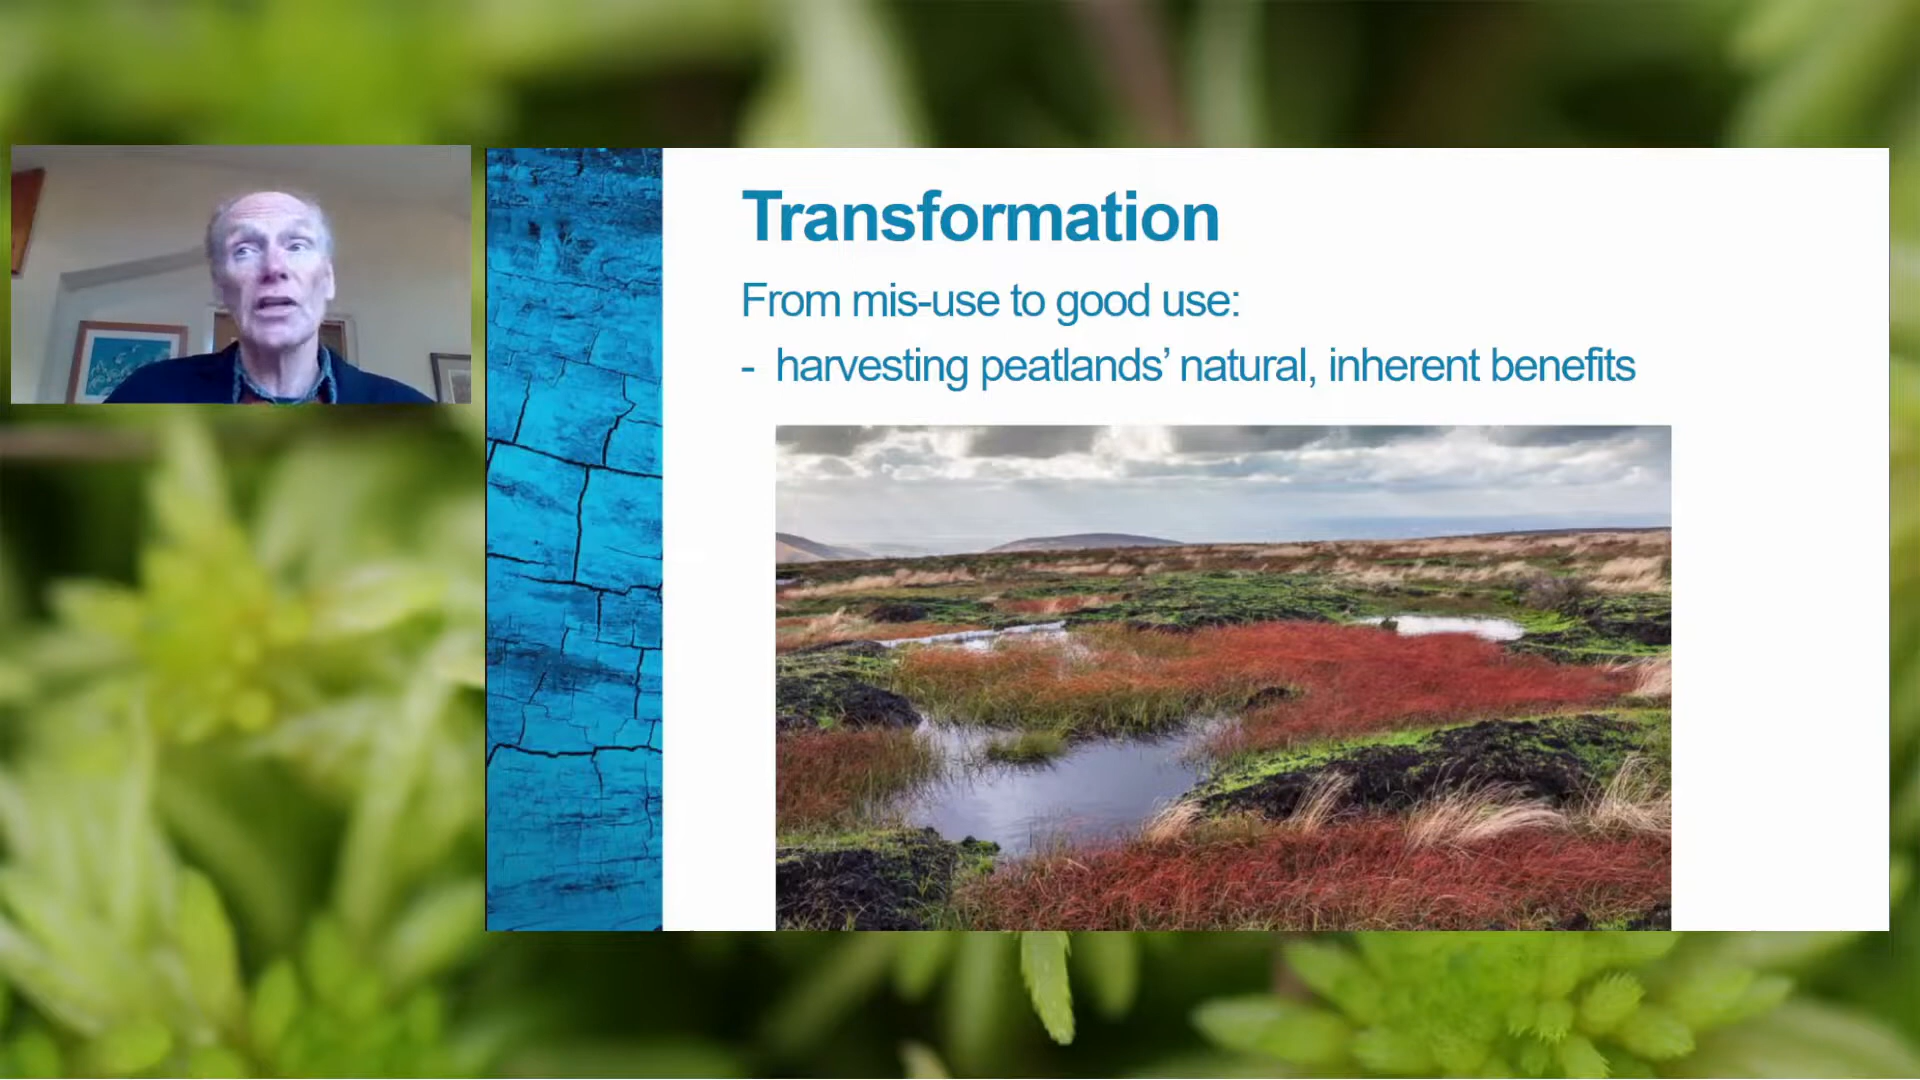 Transformation
From mis-use to good use:
- harvesting peatlands’ natural, inherent benefits